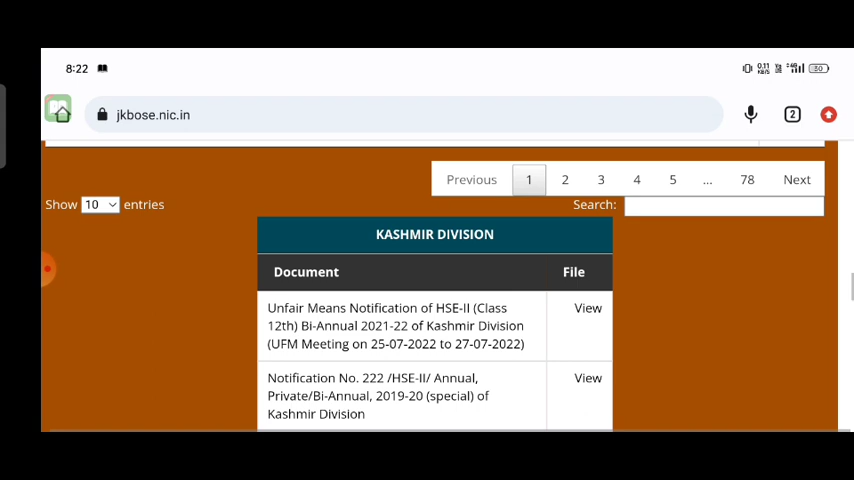 8:22
jkbose.nic.in
2
Previous 1 2 3 4 5 ... 78 Next
Show 10 entries
Search:
KASHMIR DIVISION
Document File
Unfair Means Notification of HSE-II (Class View
12th) Bi-Annual 2021-22 of Kashmir Division
(UFM Meeting on 25-07-2022 to 27-07-2022)
Notification No. 222 /HSE-II/ Annual, View
Private/Bi-Annual, 2019-20 (special) of
Kashmir Division